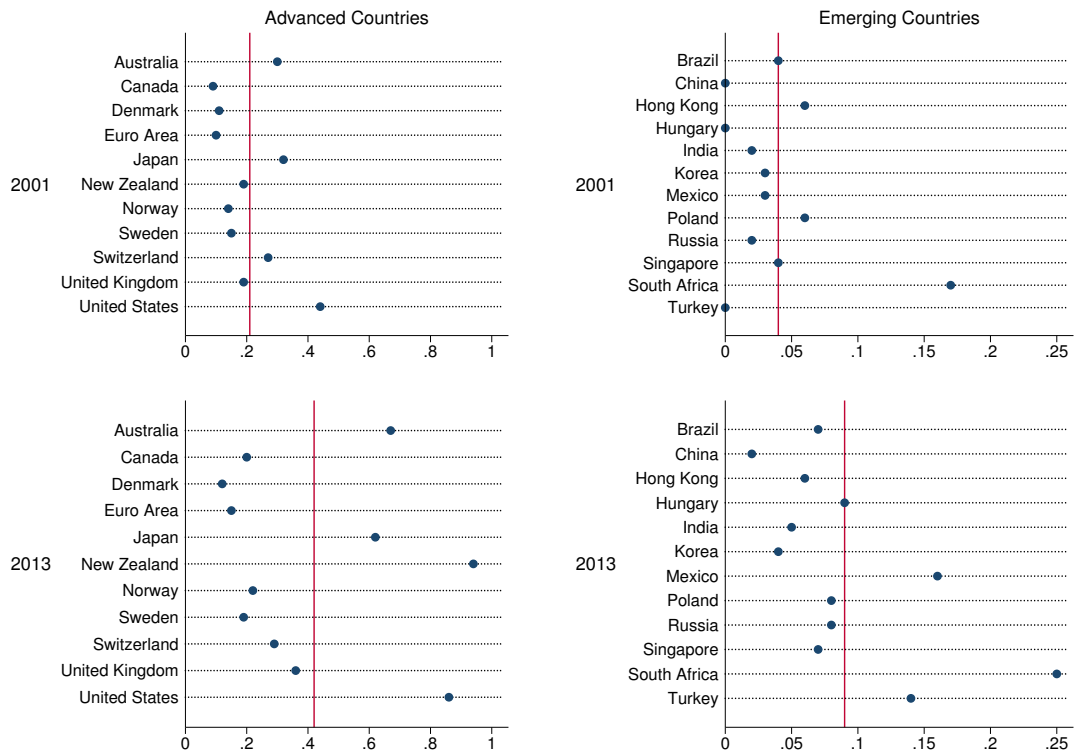 Advanced Countries
2001
Australia
Canada
Denmark
Euro Area
Japan
New Zealand
Norway
Sweden
Switzerland
United Kingdom
United States
0 .2 .4 .6 .8 1
Emerging Countries
2001
Brazil
China
Hong Kong
Hungary
India
Korea
Mexico
Poland
Russia
Singapore
South Africa
Turkey
0 .05 .1 .15 .2 .25
2013
Australia
Canada
Denmark
Euro Area
Japan
New Zealand
Norway
Sweden
Switzerland
United Kingdom
United States
0 .2 .4 .6 .8 1
2013
Brazil
China
Hong Kong
Hungary
India
Korea
Mexico
Poland
Russia
Singapore
South Africa
Turkey
0 .05 .1 .15 .2 .25